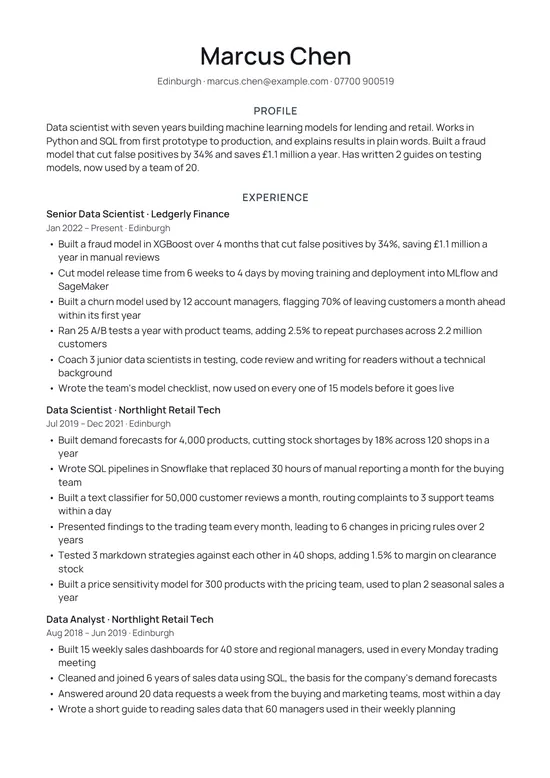 Marcus Chen
Edinburgh · marcus.chen@example.com · 07700 900519
PROFILE
Data scientist with seven years building machine learning models for lending and retail. Works in
Python and SQL from first prototype to production, and explains results in plain words. Built a fraud
model that cut false positives by 34% and saves £1.1 million a year. Has written 2 guides on testing
models, now used by a team of 20.
EXPERIENCE
Senior Data Scientist · Ledgerly Finance
Jan 2022 – Present · Edinburgh
• Built a fraud model in XGBoost over 4 months that cut false positives by 34%, saving £1.1 million a
year in manual reviews
• Cut model release time from 6 weeks to 4 days by moving training and deployment into MLflow and
SageMaker
• Built a churn model used by 12 account managers, flagging 70% of leaving customers a month ahead
within its first year
• Ran 25 A/B tests a year with product teams, adding 2.5% to repeat purchases across 2.2 million
customers
• Coach 3 junior data scientists in testing, code review and writing for readers without a technical
background
• Wrote the team's model checklist, now used on every one of 15 models before it goes live
Data Scientist · Northlight Retail Tech
Jul 2019 – Dec 2021 · Edinburgh
• Built demand forecasts for 4,000 products, cutting stock shortages by 18% across 120 shops in a
year
• Wrote SQL pipelines in Snowflake that replaced 30 hours of manual reporting a month for the buying
team
• Built a text classifier for 50,000 customer reviews a month, routing complaints to 3 support teams
within a day
• Presented findings to the trading team every month, leading to 6 changes in pricing rules over 2
years
• Tested 3 markdown strategies against each other in 40 shops, adding 1.5% to margin on clearance
stock
• Built a price sensitivity model for 300 products with the pricing team, used to plan 2 seasonal sales a
year
Data Analyst · Northlight Retail Tech
Aug 2018 – Jun 2019 · Edinburgh
• Built 15 weekly sales dashboards for 40 store and regional managers, used in every Monday trading
meeting
• Cleaned and joined 6 years of sales data using SQL, the basis for the company's demand forecasts
• Answered around 20 data requests a week from the buying and marketing teams, most within a day
• Wrote a short guide to reading sales data that 60 managers used in their weekly planning